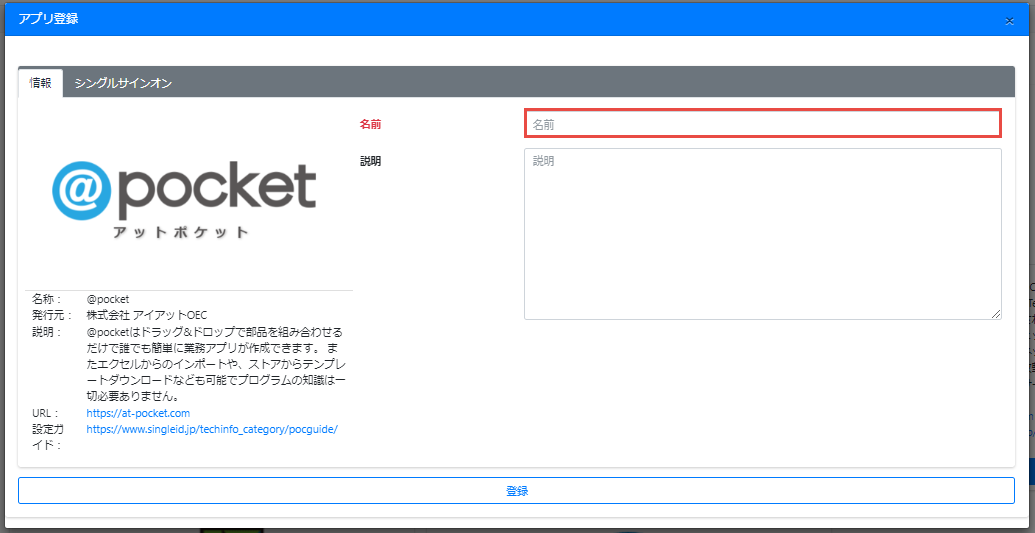 アプリ登録
×
情報
シングルサインオン
@pocket
アットポケット
名前
名前
説明
説明
名称：
@pocket
発行元：
株式会社 アイアットOEC
説明：
@pocketはドラッグ&ドロップで部品を組み合わせる
だけで誰でも簡単に業務アプリが作成できます。 ま
たエクセルからのインポートや、ストアからテンプレ
ートダウンロードなども可能でプログラムの知識は一
切必要ありません。
URL：
https://at-pocket.com
設定ガ
イド：
https://www.singleid.jp/techinfo_category/pocguide/
登録